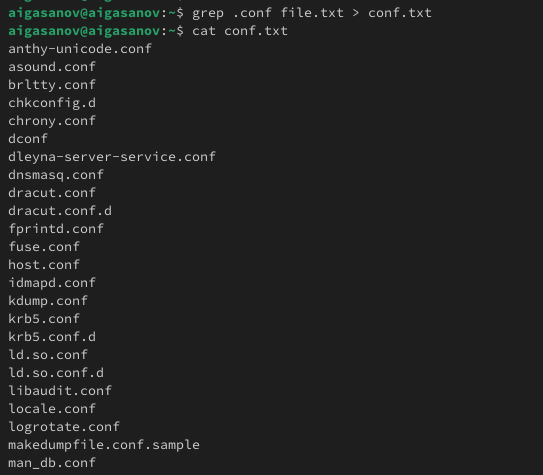 aigasanov@aigasanov:~$ grep .conf file.txt > conf.txt
aigasanov@aigasanov:~$ cat conf.txt
anthy-unicode.conf
asound.conf
brltty.conf
chkconfig.d
chrony.conf
dconf
dleyna-server-service.conf
dnsmasq.conf
dracut.conf
dracut.conf.d
fprintd.conf
fuse.conf
host.conf
idmapd.conf
kdump.conf
krb5.conf
krb5.conf.d
ld.so.conf
ld.so.conf.d
libaudit.conf
locale.conf
logrotate.conf
makedumpfile.conf.sample
man_db.conf